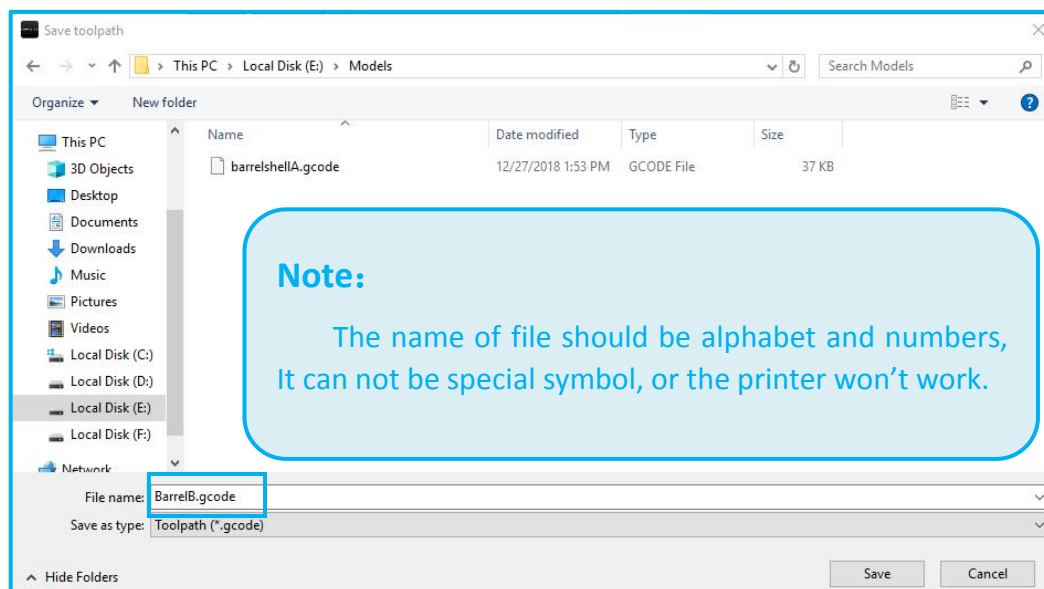 Save toolpath
This PC > Local Disk (E:) > Models
Search Models
Organize
New folder
Name
Date modified
Type
Size
barrelshellA.gcode
12/27/2018 1:53 PM
GCODE File
37 KB
This PC
3D Objects
Desktop
Documents
Downloads
Music
Pictures
Videos
Local Disk (C:)
Local Disk (D:)
Local Disk (E:)
Local Disk (F:)
Network
Note：
The name of file should be alphabet and numbers,
It can not be special symbol, or the printer won’t work.
File name: BarrelB.gcode
Save as type: Toolpath (*.gcode)
Hide Folders
Save
Cancel